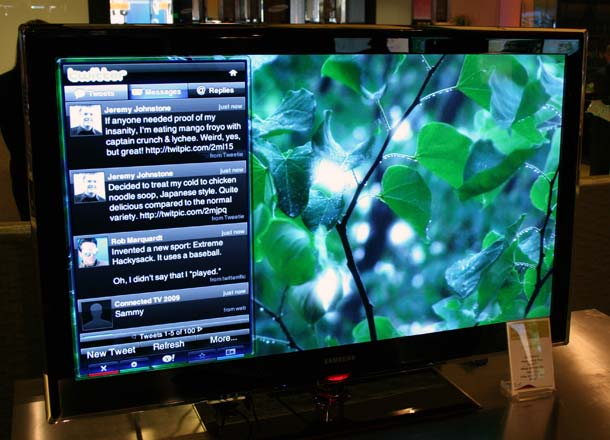 twitter
Tweets Messages @ Replies
Jeremy Johnstone just now
If anyone needed proof of my
insanity, I'm eating mango froyo with
captain crunch & lychee. Weird, yes,
but great! http://twitpic.com/2ml15
from Tweetie
Jeremy Johnstone just now
Decided to treat my cold to chicken
noodle soop, Japanese style. Quite
delicious compared to the normal
variety. http://twitpic.com/2mjpq
from Tweetie
Rob Marquardt just now
Invented a new sport: Extreme
Hackysack. It uses a baseball.
Oh, I didn't say that I *played.*
from twitterrific
Connected TV 2009 just now
Sammy
from web
Tweets 1-5 of 100
New Tweet Refresh More...
Y!
SAMSUNG